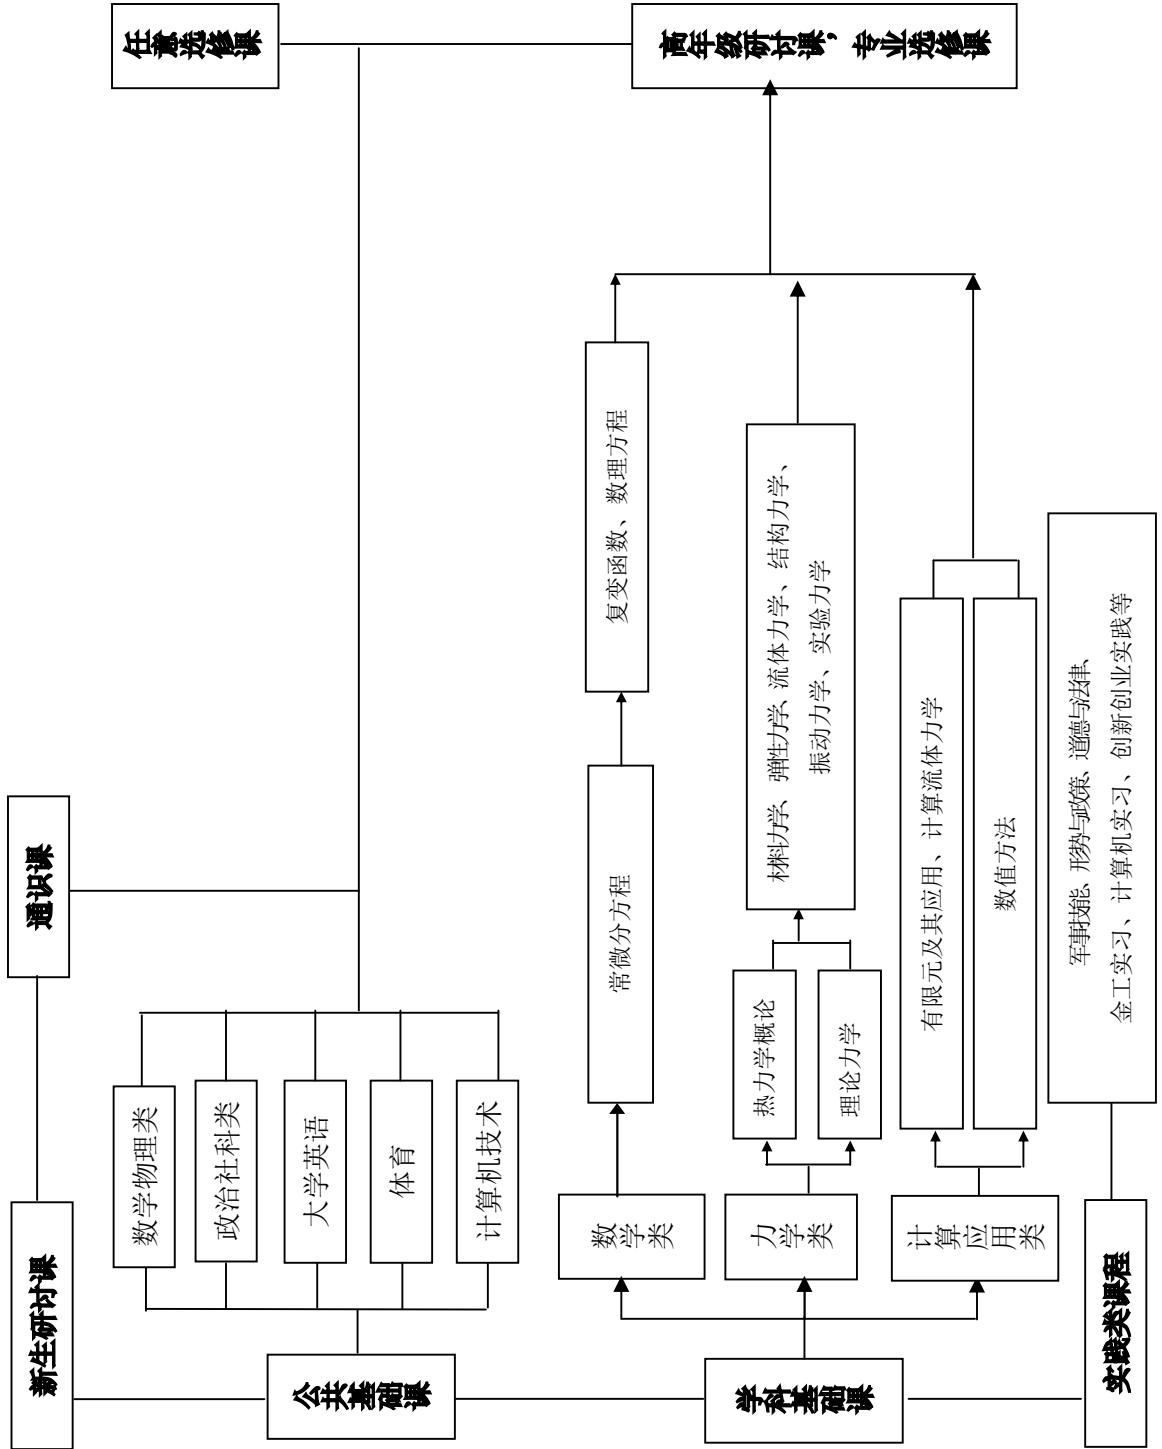 新生研讨课
公共基础课
学科基础课
实践类课程
通识课
数学物理类
政治社科类
大学英语
体育
计算机技术
数
学
类
力
学
类
计
算
应
用
类
常微分方程
热力学概论
理论力学
有限元及其应用、计算流体力学
数值方法
军事技能、形势与政策、道德与法律、
金工实习、计算机实习、创新创业实践等
复变函数、数理方程
材料力学、弹性力学、流体力学、结构力学、
振动力学、实验力学
任意选修课
高年级研讨课，专业选修课